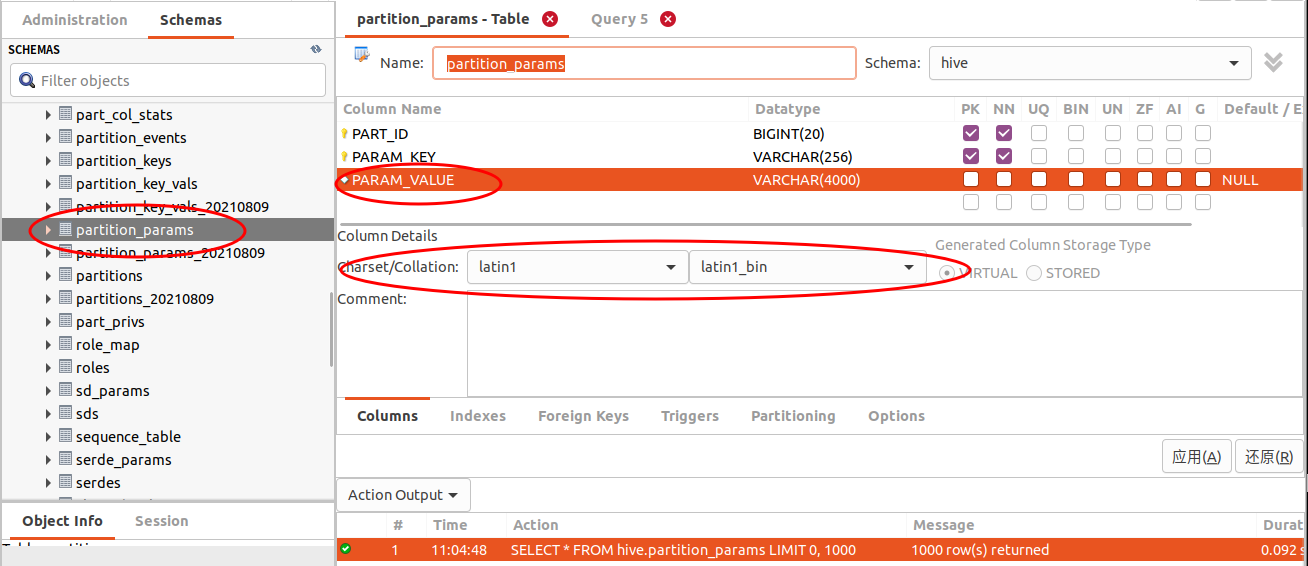 Administration Schemas
SCHEMAS
Filter objects
part_col_stats
partition_events
partition_keys
partition_key_vals
partition_key_vals_20210809
partition_params
partition_params_20210809
partitions
partitions_20210809
part_privs
role_map
roles
sd_params
sds
sequence_table
serde_params
serdes
Object Info Session
partition_params - Table Query 5
Name: partition_params Schema: hive
Column Name Datatype PK NN UQ BIN UN ZF AI G Default / E
PART_ID BIGINT(20)
PARAM_KEY VARCHAR(256)
PARAM_VALUE VARCHAR(4000) NULL
Column Details
Charset/Collation: latin1 latin1_bin
Generated Column Storage Type
VIRTUAL STORED
Comment:
Columns Indexes Foreign Keys Triggers Partitioning Options
应用(A) 还原(R)
Action Output
# Time Action Message Durat
1 11:04:48 SELECT * FROM hive.partition_params LIMIT 0, 1000 1000 row(s) returned 0.092 s